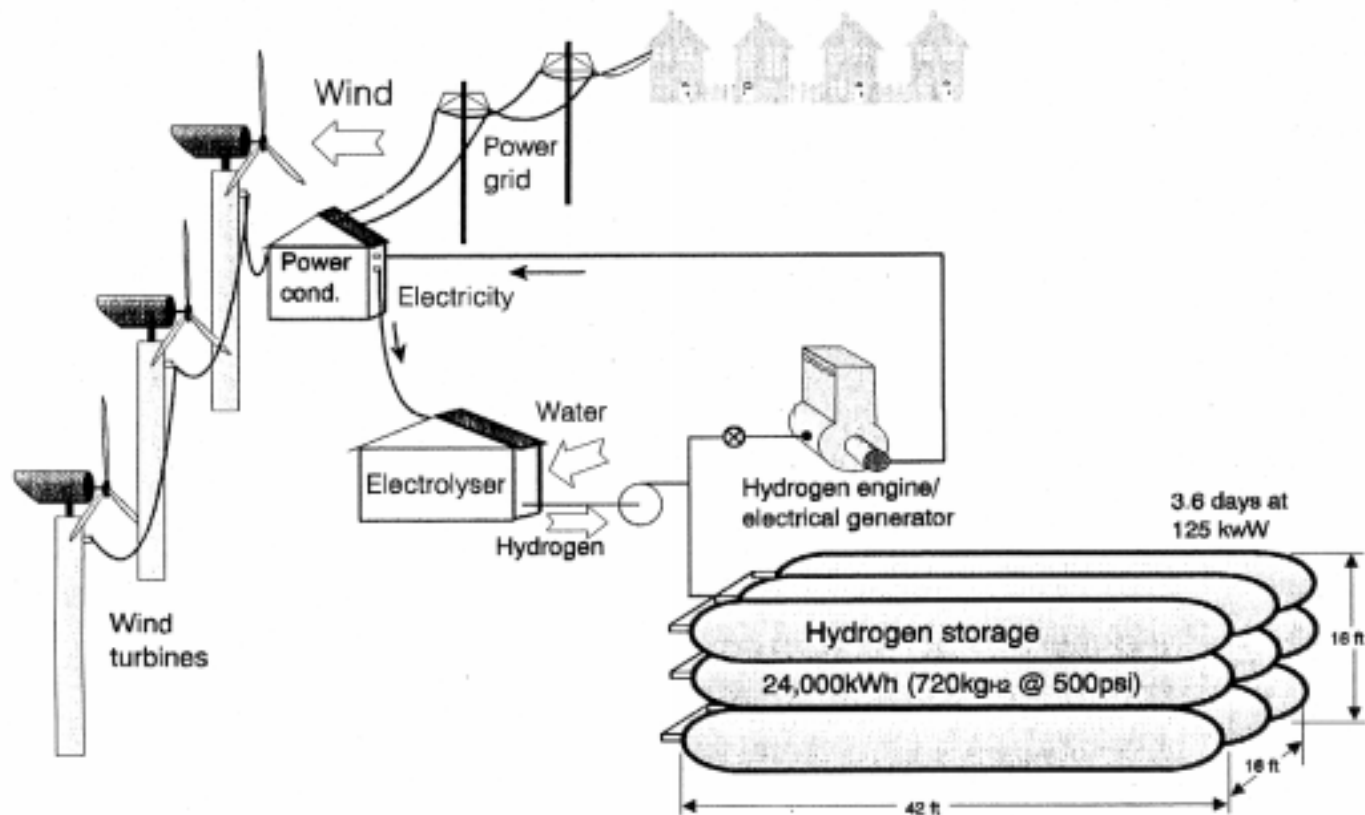 Wind
Power
grid
Power
cond.
Electricity
Water
Electrolyser
Hydrogen
Hydrogen engine/
electrical generator
3.6 days at
125 kwW
Wind
turbines
Hydrogen storage
24,000kWh (720kgH2 @ 500psi)
16 ft
16 ft
42 ft